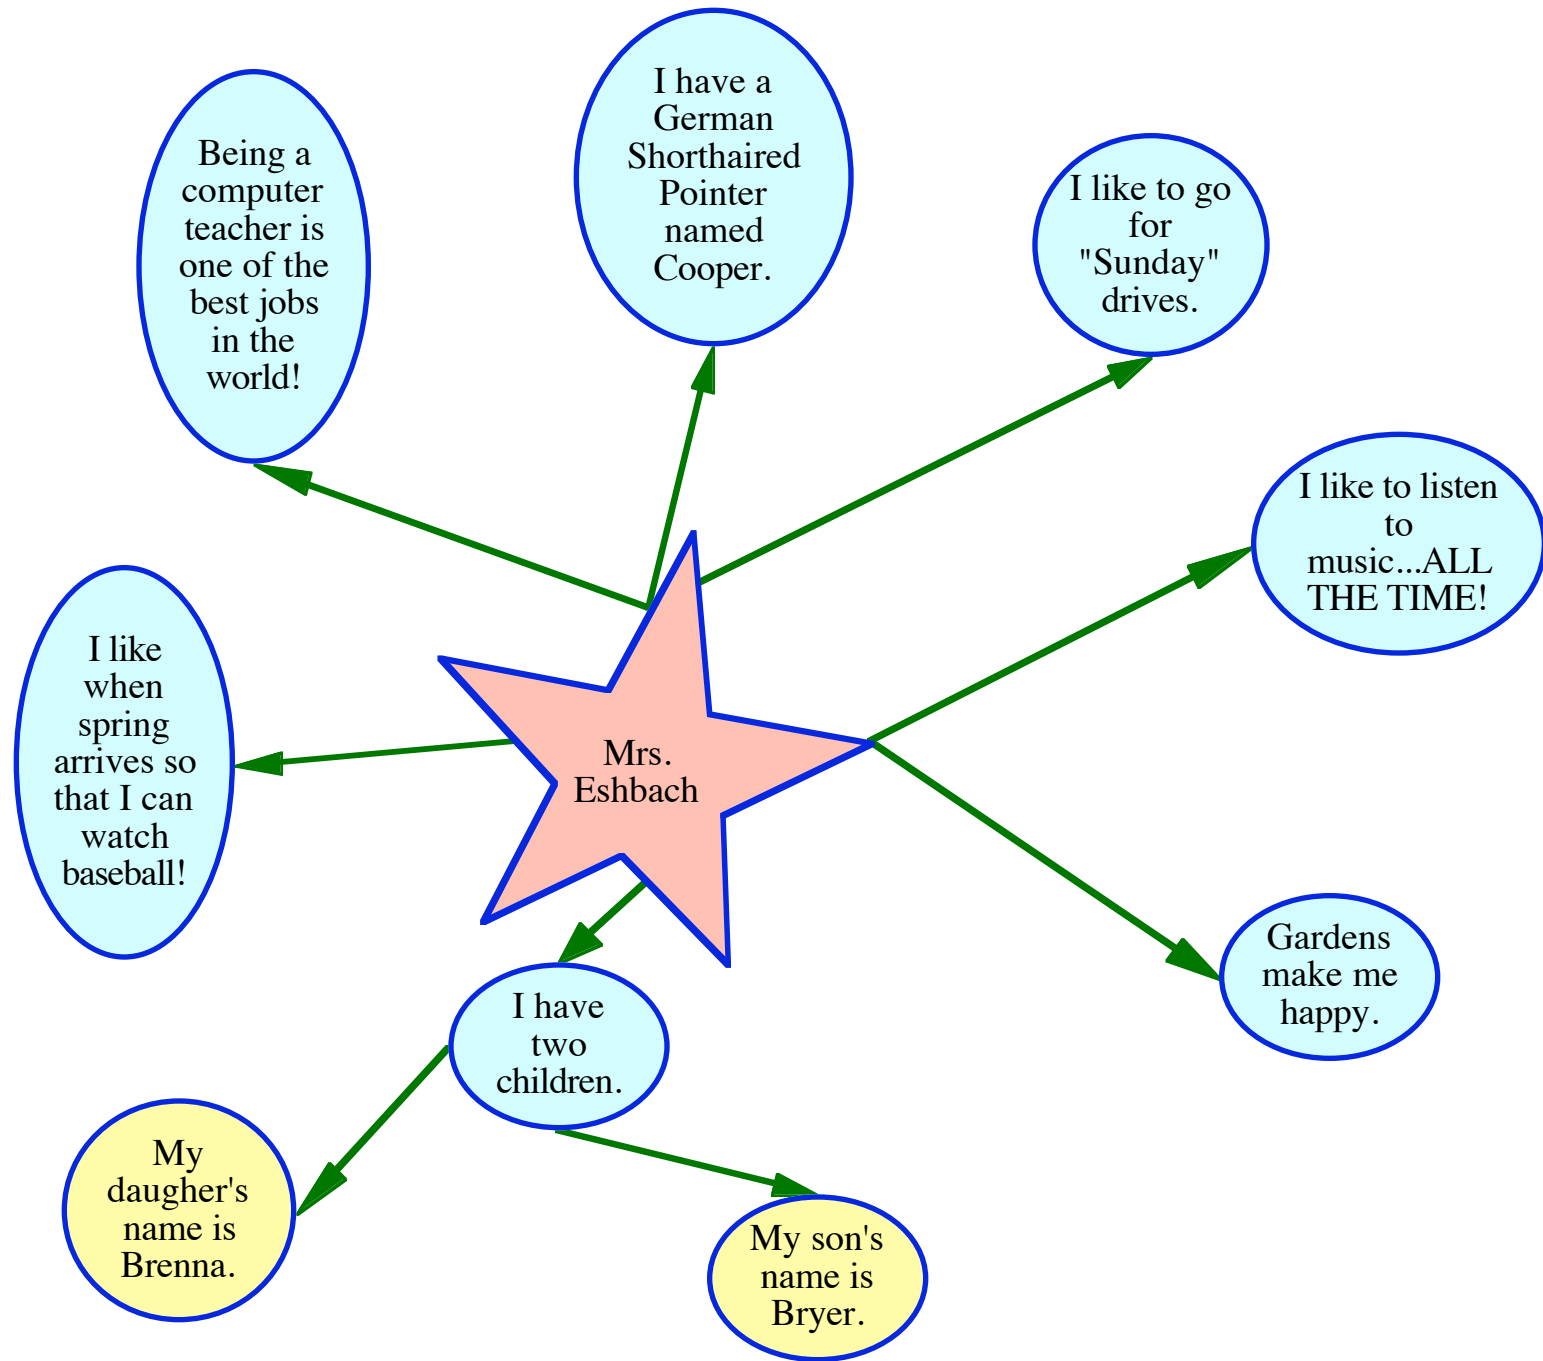 I have a
German
Shorthaired
Pointer
named
Cooper.
Being a
computer
teacher is
one of the
best jobs
in the
world!
I like to go
for
"Sunday"
drives.
I like to listen
to
music...ALL
THE TIME!
I like
when
spring
arrives so
that I can
watch
baseball!
Mrs.
Eshbach
Gardens
make me
happy.
I have
two
children.
My
daugher's
name is
Brenna.
My son's
name is
Bryer.